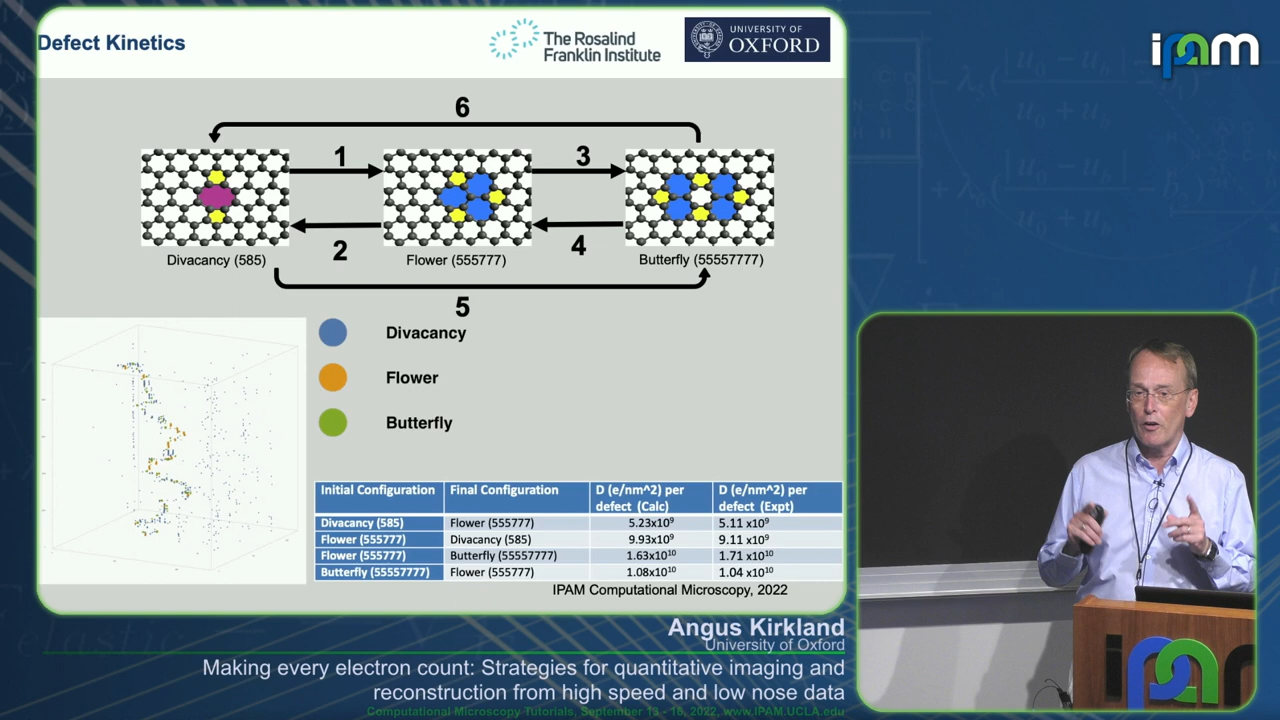 Defect Kinetics
The Rosalind
Franklin Institute
UNIVERSITY OF
OXFORD
ipam
6
1
3
2
4
Divacancy (585)
Flower (555777)
Butterfly (55557777)
5
Divacancy
Flower
Butterfly
Initial Configuration Final Configuration D (e/nm^2) per defect (Calc) D (e/nm^2) per defect (Expt)
Divacancy (585) Flower (555777) 5.23x10⁹ 5.11 x10⁹
Flower (555777) Divacancy (585) 9.93x10⁹ 9.11 x10⁹
Flower (555777) Butterfly (55557777) 1.63x10¹⁰ 1.71 x10¹⁰
Butterfly (55557777) Flower (555777) 1.08x10¹⁰ 1.04 x10¹⁰
IPAM Computational Microscopy, 2022
Angus Kirkland
University of Oxford
Making every electron count: Strategies for quantitative imaging and
reconstruction from high speed and low nose data
Computational Microscopy Tutorials, September 13 - 16, 2022, www.IPAM.UCLA.edu